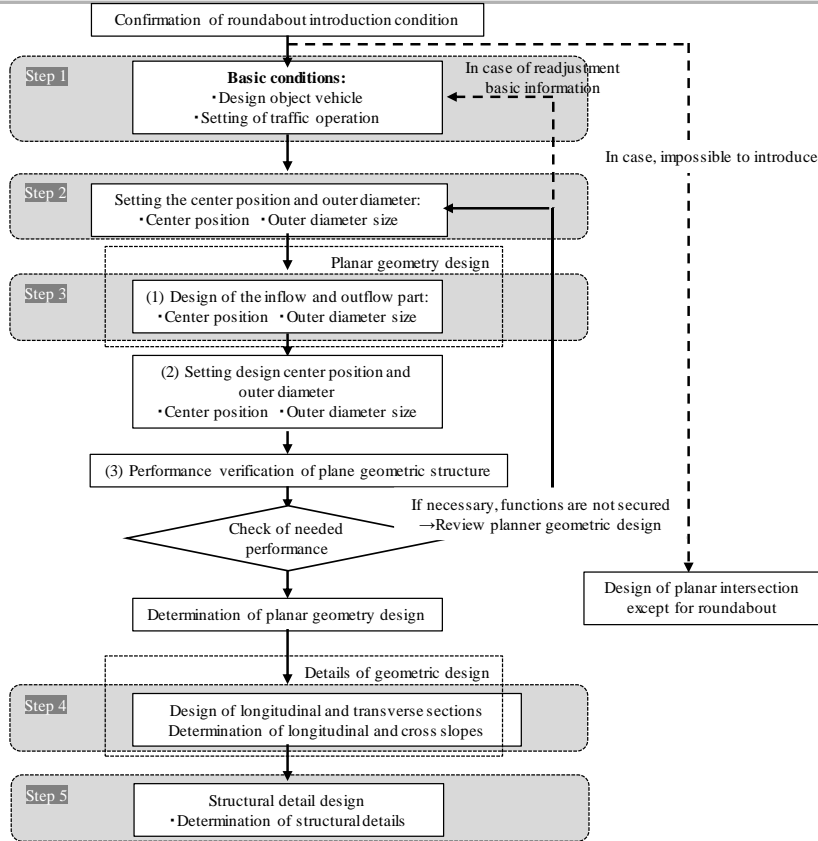 Confirmation of roundabout introduction condition
Step 1
Basic conditions:
・Design object vehicle
・Setting of traffic operation
In case of readjustment
basic information
In case, impossible to introduce
Step 2
Setting the center position and outer diameter:
・Center position ・Outer diameter size
Planar geometry design
Step 3
(1) Design of the inflow and outflow part:
・Center position ・Outer diameter size
(2) Setting design center position and
outer diameter
・Center position ・Outer diameter size
(3) Performance verification of plane geometric structure
If necessary, functions are not secured
→Review planner geometric design
Check of needed
performance
Design of planar intersection
except for roundabout
Determination of planar geometry design
Details of geometric design
Step 4
Design of longitudinal and transverse sections
Determination of longitudinal and cross slopes
Step 5
Structural detail design
・Determination of structural details